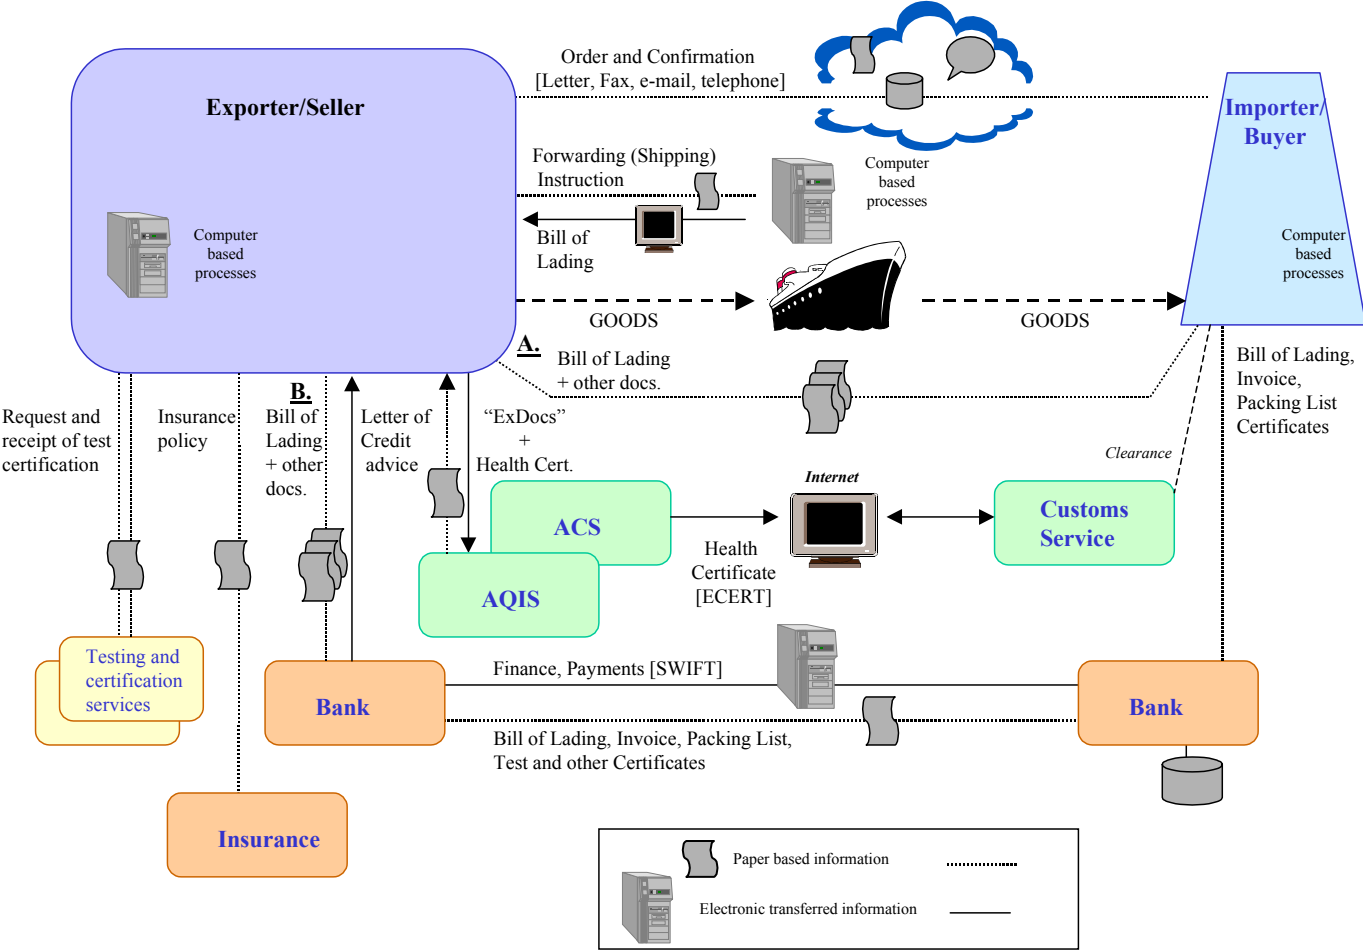 Order and Confirmation
[Letter, Fax, e-mail, telephone]
Exporter/Seller
Importer/
Buyer
Forwarding (Shipping)
Instruction
Computer
based
processes
Computer
based
processes
Bill of
Lading
Computer
based
processes
GOODS
GOODS
A.
Bill of Lading
+ other docs.
Bill of Lading,
Invoice,
Packing List
Certificates
B.
Request and
receipt of test
certification
Insurance
policy
Bill of
Lading
+ other
docs.
Letter of
Credit
advice
“ExDocs”
+
Health Cert.
Clearance
Internet
ACS
Customs
Service
Health
Certificate
[ECERT]
AQIS
Testing and
certification
services
Finance, Payments [SWIFT]
Bank
Bank
Bill of Lading, Invoice, Packing List,
Test and other Certificates
Insurance
Paper based information
Electronic transferred information